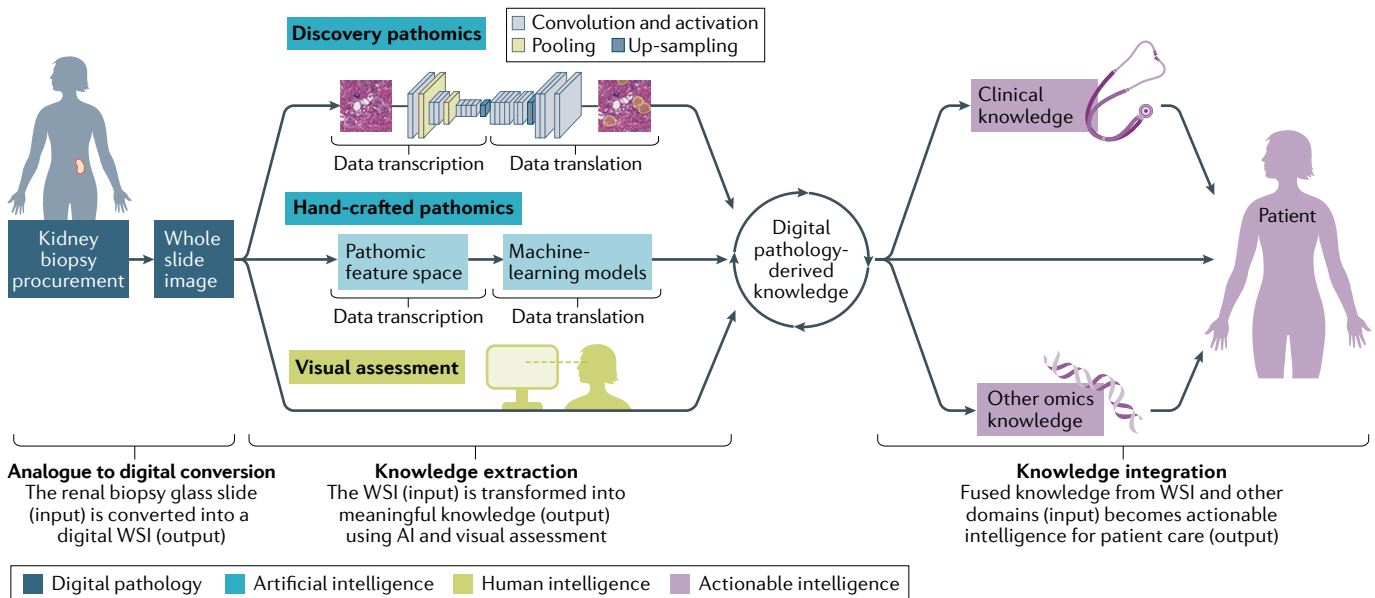 Discovery pathomics
Convolution and activation
Pooling
Up-sampling
Data transcription
Data translation
Hand-crafted pathomics
Kidney
biopsy
procurement
Whole
slide
image
Pathomic
feature space
Machine-
learning models
Data transcription
Data translation
Visual assessment
Digital
pathology-
derived
knowledge
Clinical
knowledge
Patient
Other omics
knowledge
Analogue to digital conversion
The renal biopsy glass slide
(input) is converted into a
digital WSI (output)
Knowledge extraction
The WSI (input) is transformed into
meaningful knowledge (output)
using AI and visual assessment
Knowledge integration
Fused knowledge from WSI and other
domains (input) becomes actionable
intelligence for patient care (output)
Digital pathology
Artificial intelligence
Human intelligence
Actionable intelligence